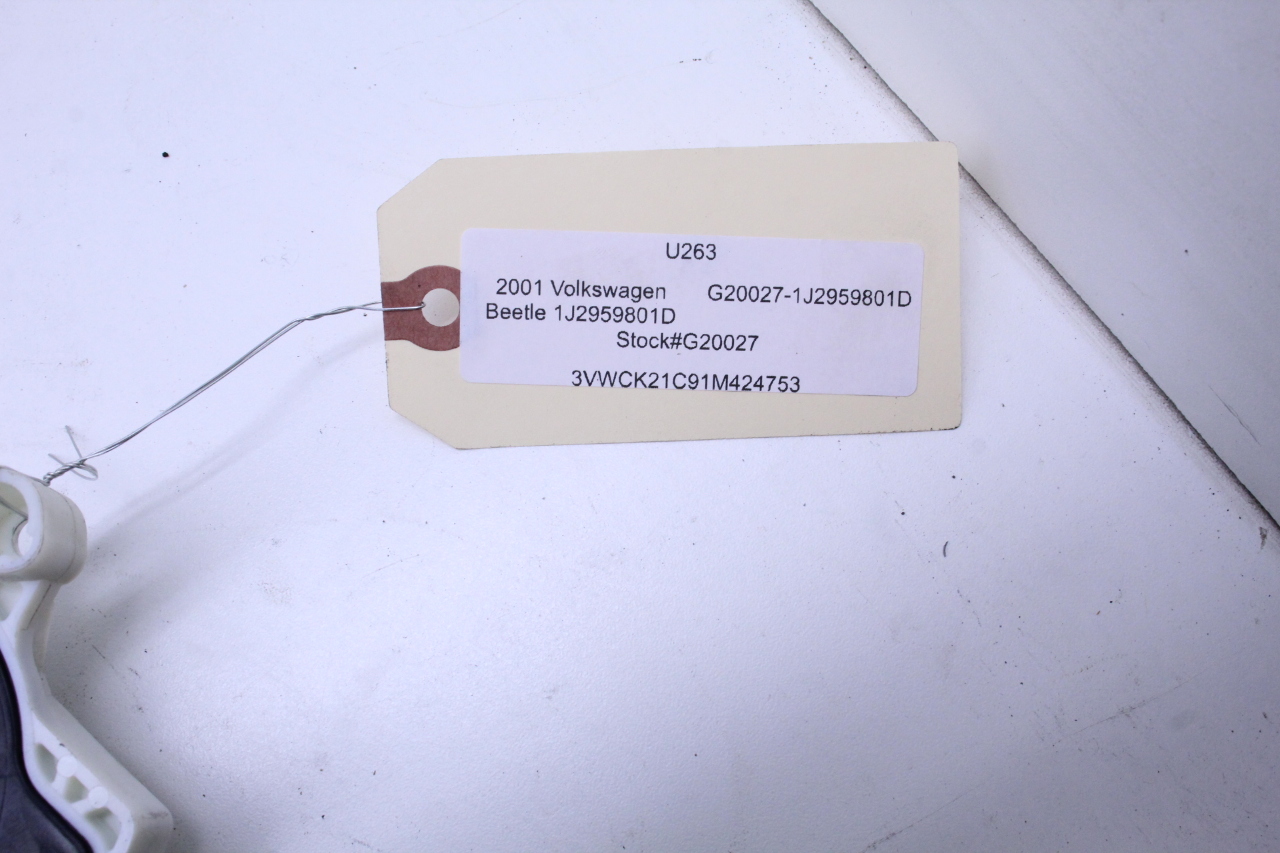 U263
2001 Volkswagen G20027-1J2959801D
Beetle 1J2959801D
Stock#G20027
3VWCK21C91M424753